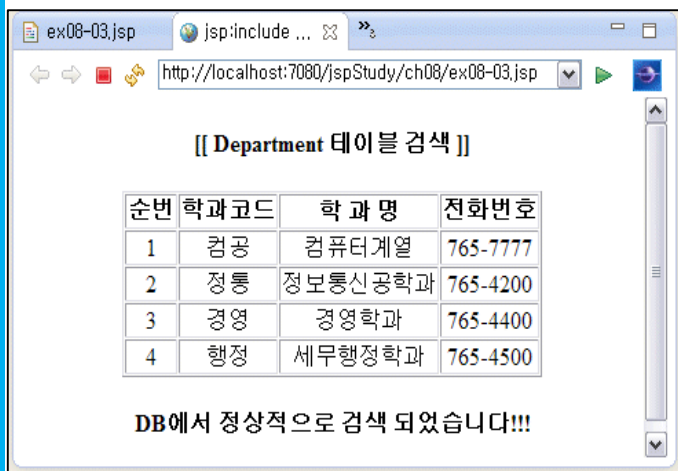 ex08-03.jsp jsp:include ... »2
http://localhost:7080/jspStudy/ch08/ex08-03.jsp
[[ Department 테이블 검색 ]]
순번 학과코드 학 과 명 전화번호
1 컴공 컴퓨터계열 765-7777
2 정통 정보통신공학과 765-4200
3 경영 경영학과 765-4400
4 행정 세무행정학과 765-4500
DB에서 정상적으로 검색 되었습니다!!!